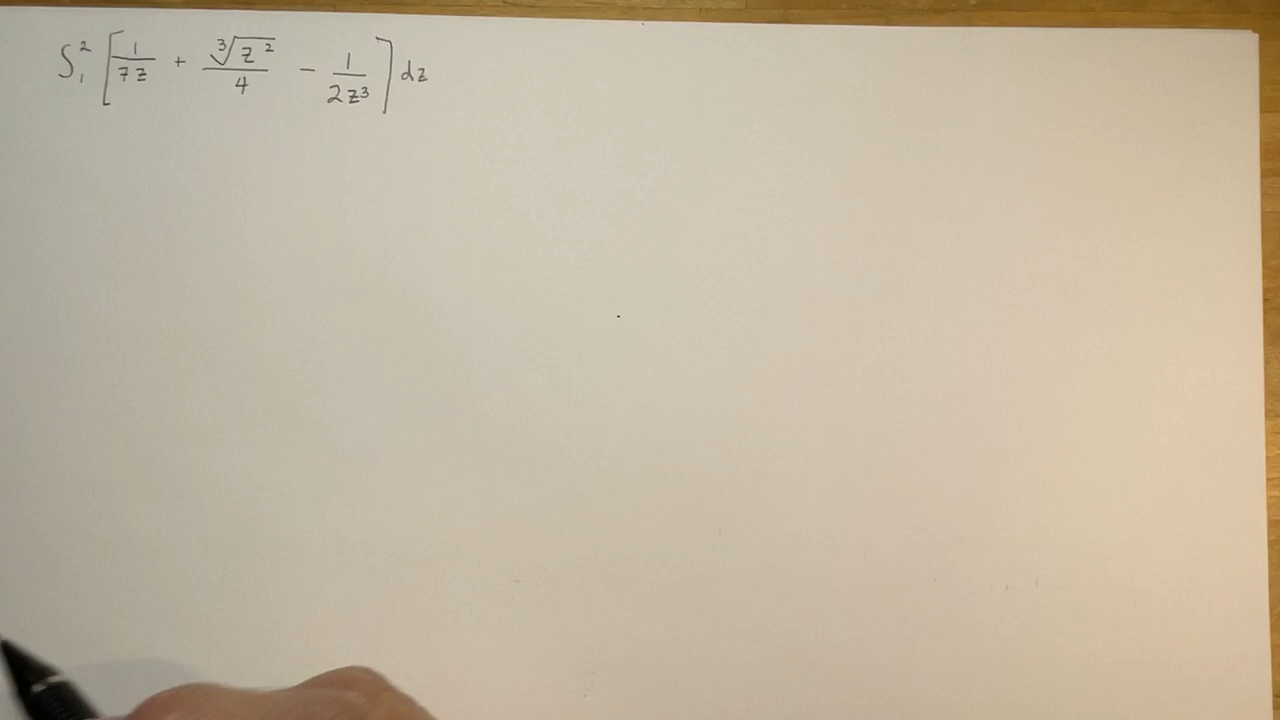 ∫₁² [1/(7z) + ∛(z²)/4 - 1/(2z³)] dz